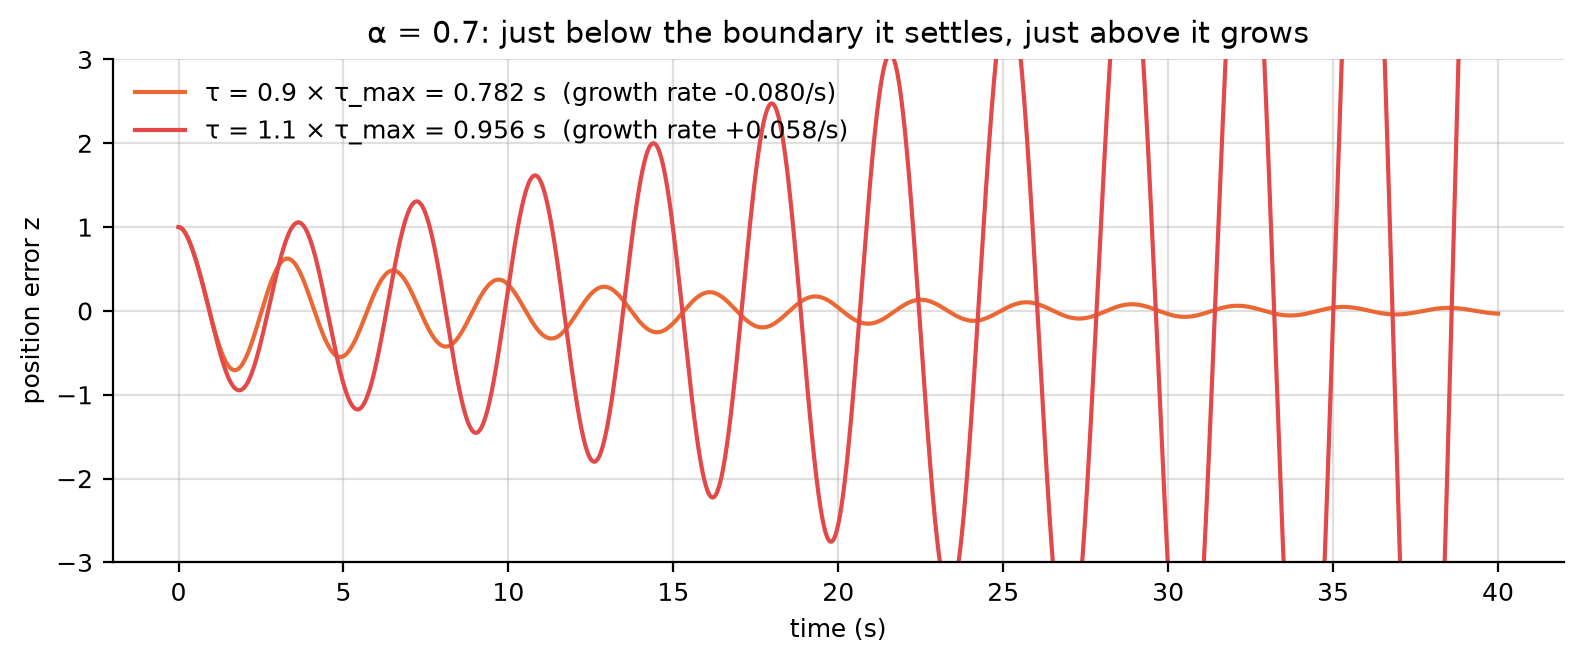 α = 0.7: just below the boundary it settles, just above it grows
τ = 0.9 × τ_max = 0.782 s  (growth rate -0.080/s)
τ = 1.1 × τ_max = 0.956 s  (growth rate +0.058/s)
position error z
3
2
1
0
−1
−2
−3
0 5 10 15 20 25 30 35 40
time (s)